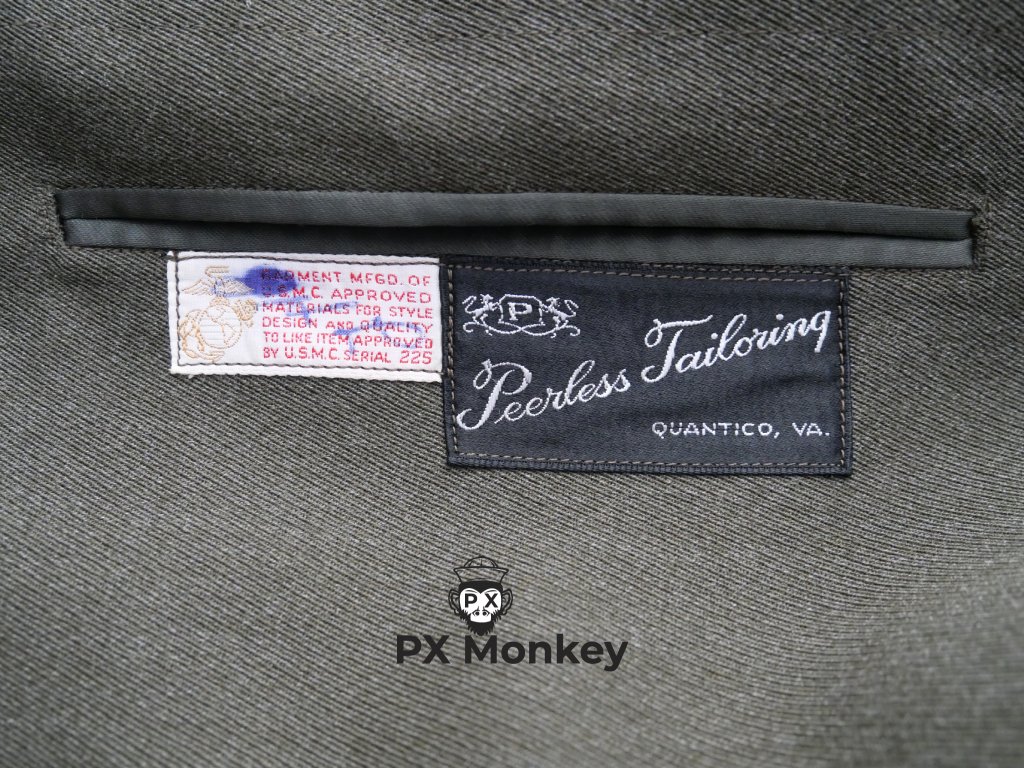 GARMENT MFGD. OF
U.S.M.C. APPROVED
MATERIALS FOR STYLE
DESIGN AND QUALITY
TO LIKE ITEM APPROVED
BY U.S.M.C. SERIAL 225
P
Peerless Tailoring
QUANTICO, VA.
PX
PX Monkey